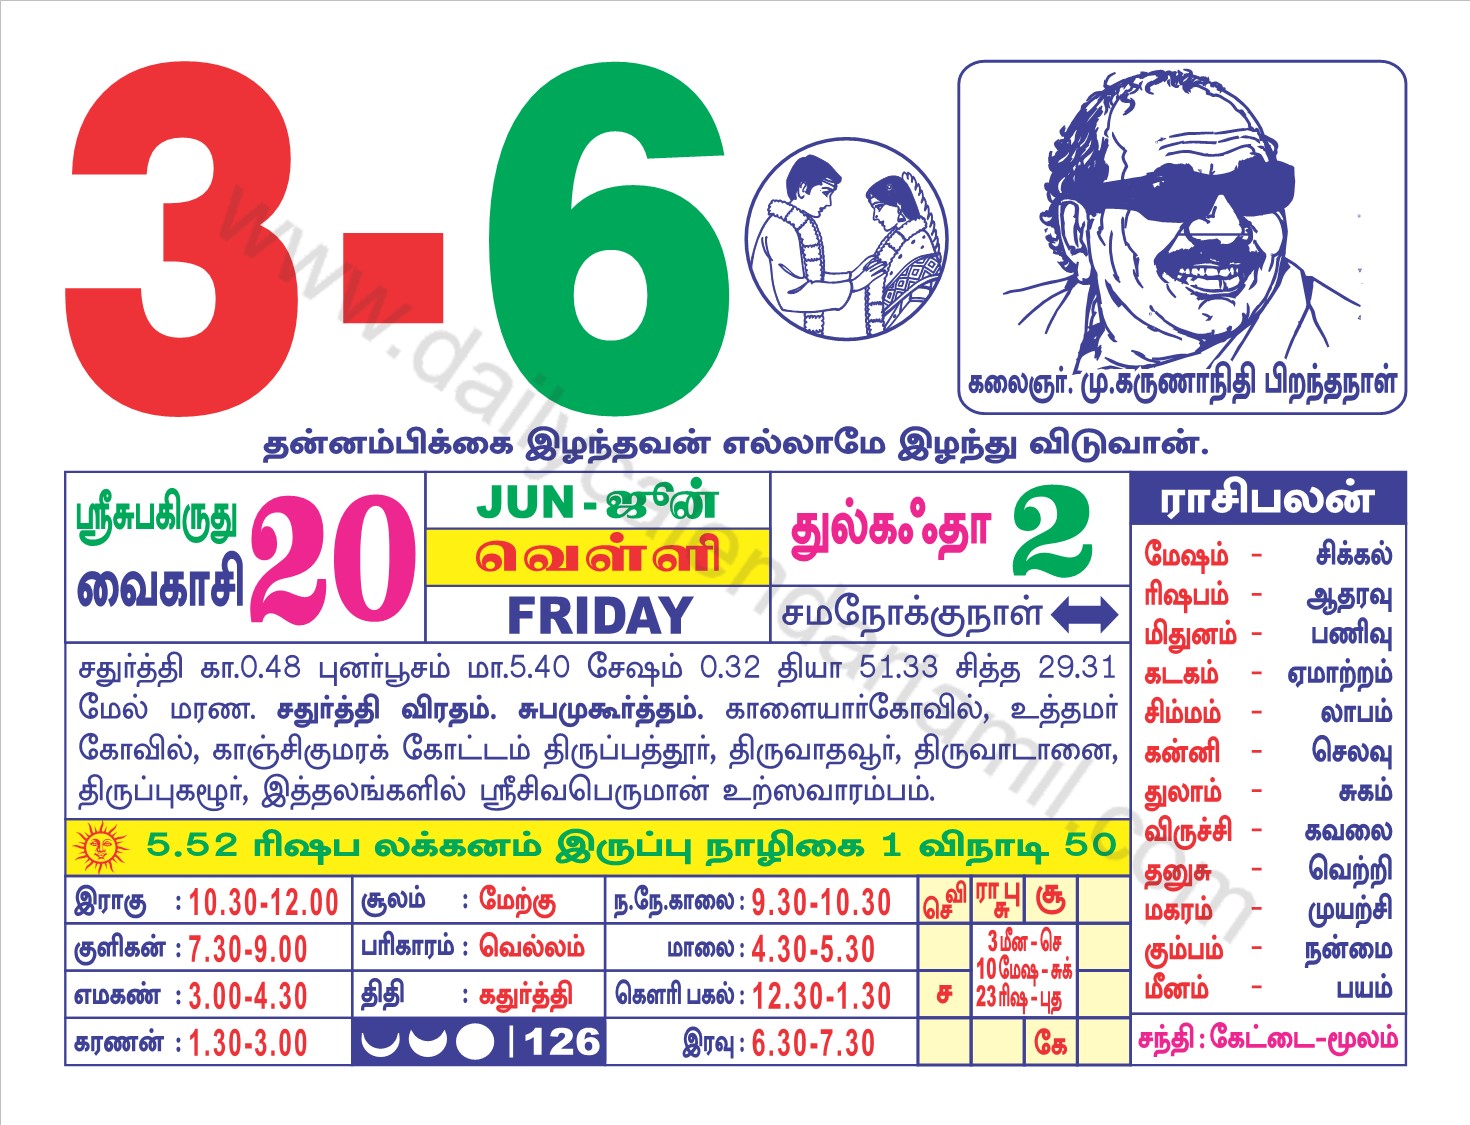 3-6
கலைஞர். மு.கருணாநிதி பிறந்தநாள்
தன்னம்பிக்கை இழந்தவன் எல்லாமே இழந்து விடுவான்.
ஸ்ரீசுபகிருது
வைகாசி 20
JUN - ஜூன்
வெள்ளி
FRIDAY
துல்கஃதா 2
சமநோக்குநாள்
சதுர்த்தி கா.0.48 புனர்பூசம் மா.5.40 சேஷம் 0.32 தியா 51.33 சித்த 29.31
மேல் மரண. சதுர்த்தி விரதம். சுபமுகூர்த்தம். காளையார்கோவில், உத்தமர்
கோவில், காஞ்சிகுமரக் கோட்டம் திருப்பத்தூர், திருவாதவூர், திருவாடானை,
திருப்புகழூர், இத்தலங்களில் ஸ்ரீசிவபெருமான் உற்ஸவாரம்பம்.
5.52 ரிஷப லக்கனம் இருப்பு நாழிகை 1 விநாடி 50
இராகு : 10.30-12.00
குளிகன் : 7.30-9.00
எமகண் : 3.00-4.30
கரணன் : 1.30-3.00
சூலம் : மேற்கு
பரிகாரம் : வெல்லம்
திதி : கதுர்த்தி
126
ந.நே.காலை : 9.30-10.30
மாலை : 4.30-5.30
கௌரி பகல் : 12.30-1.30
இரவு : 6.30-7.30
வி
செ
ரா பு
சு
சூ
3 மீன - செ
10 மேஷ - சுக்
23 ரிஷ - புத
ச
கே
ராசிபலன்
மேஷம் - சிக்கல்
ரிஷபம் - ஆதரவு
மிதுனம் - பணிவு
கடகம் - ஏமாற்றம்
சிம்மம் - லாபம்
கன்னி - செலவு
துலாம் - சுகம்
விருச்சி - கவலை
தனுசு - வெற்றி
மகரம் - முயற்சி
கும்பம் - நன்மை
மீனம் - பயம்
சந்தி : கேட்டை-மூலம்
www.dailycalendartamil.com